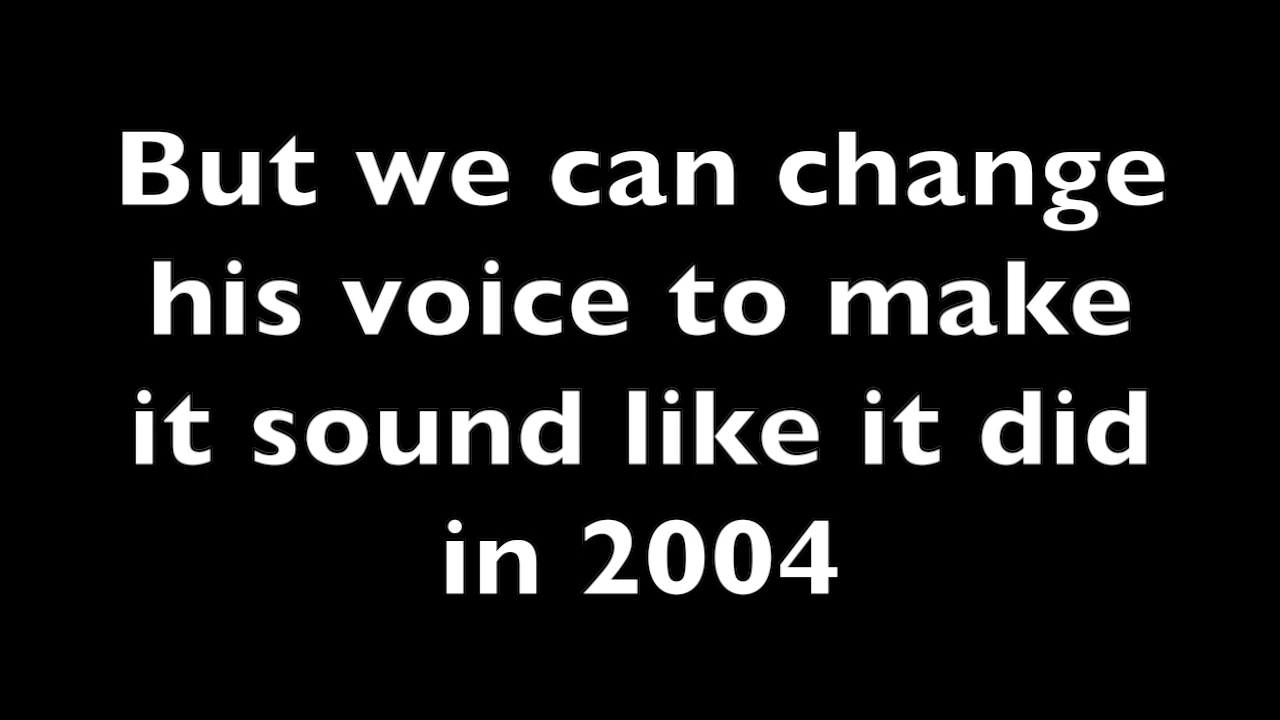 But we can change
his voice to make
it sound like it did
in 2004